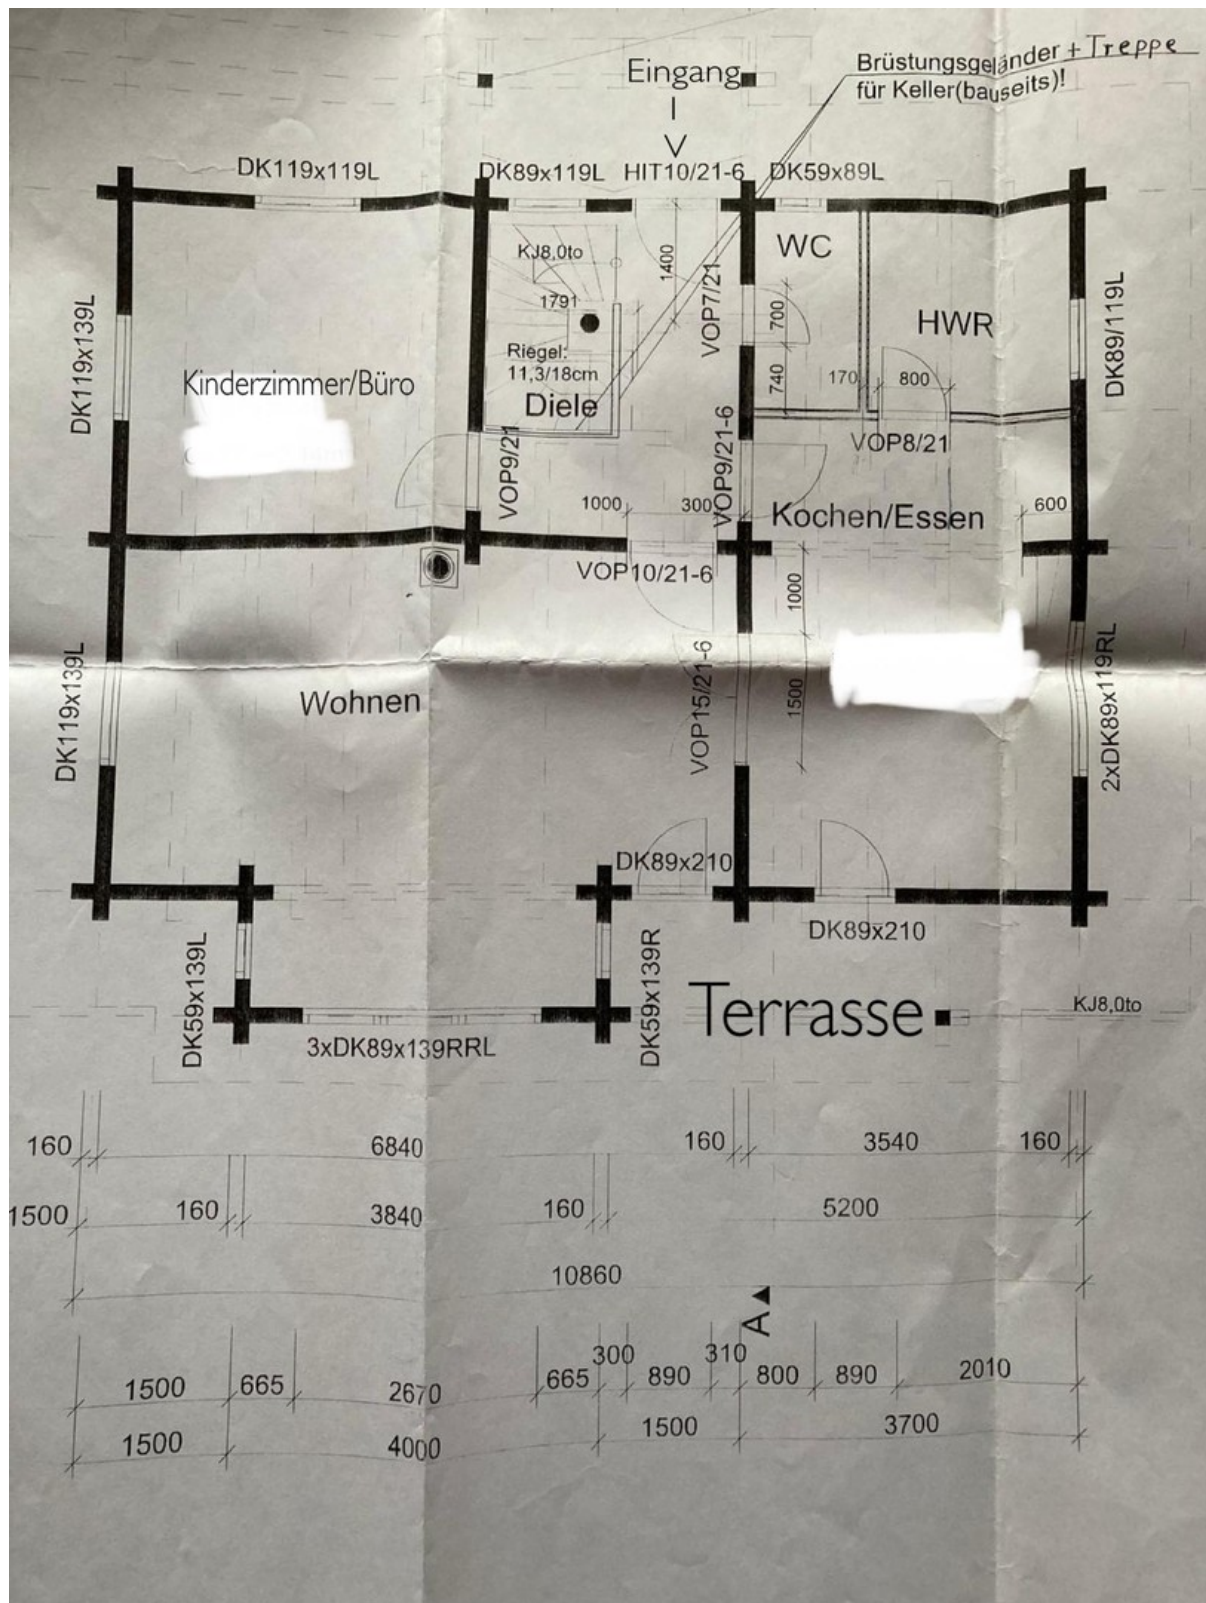 Brüstungsgeländer + Treppe
für Keller(bauseits)!
Eingang
DK119x119L
DK89x119L
HIT10/21-6
DK59x89L
WC
KJ8,0to
1400
VOP7/21
1791
700
HWR
DK119x139L
DK89/119L
Riegel:
11,3/18cm
740
170
800
Kinderzimmer/Büro
Diele
VOP9/21
VOP9/21-6
VOP8/21
1000
300
Kochen/Essen
600
VOP10/21-6
1000
DK119x139L
Wohnen
VOP15/21-6
1500
2xDK89x119RL
DK89x210
DK89x210
DK59x139L
DK59x139R
Terrasse
KJ8,0to
3xDK89x139RRL
160
6840
160
3540
160
1500
160
3840
160
5200
10860
A
300
310
1500
665
2670
665
890
800
890
2010
1500
4000
1500
3700